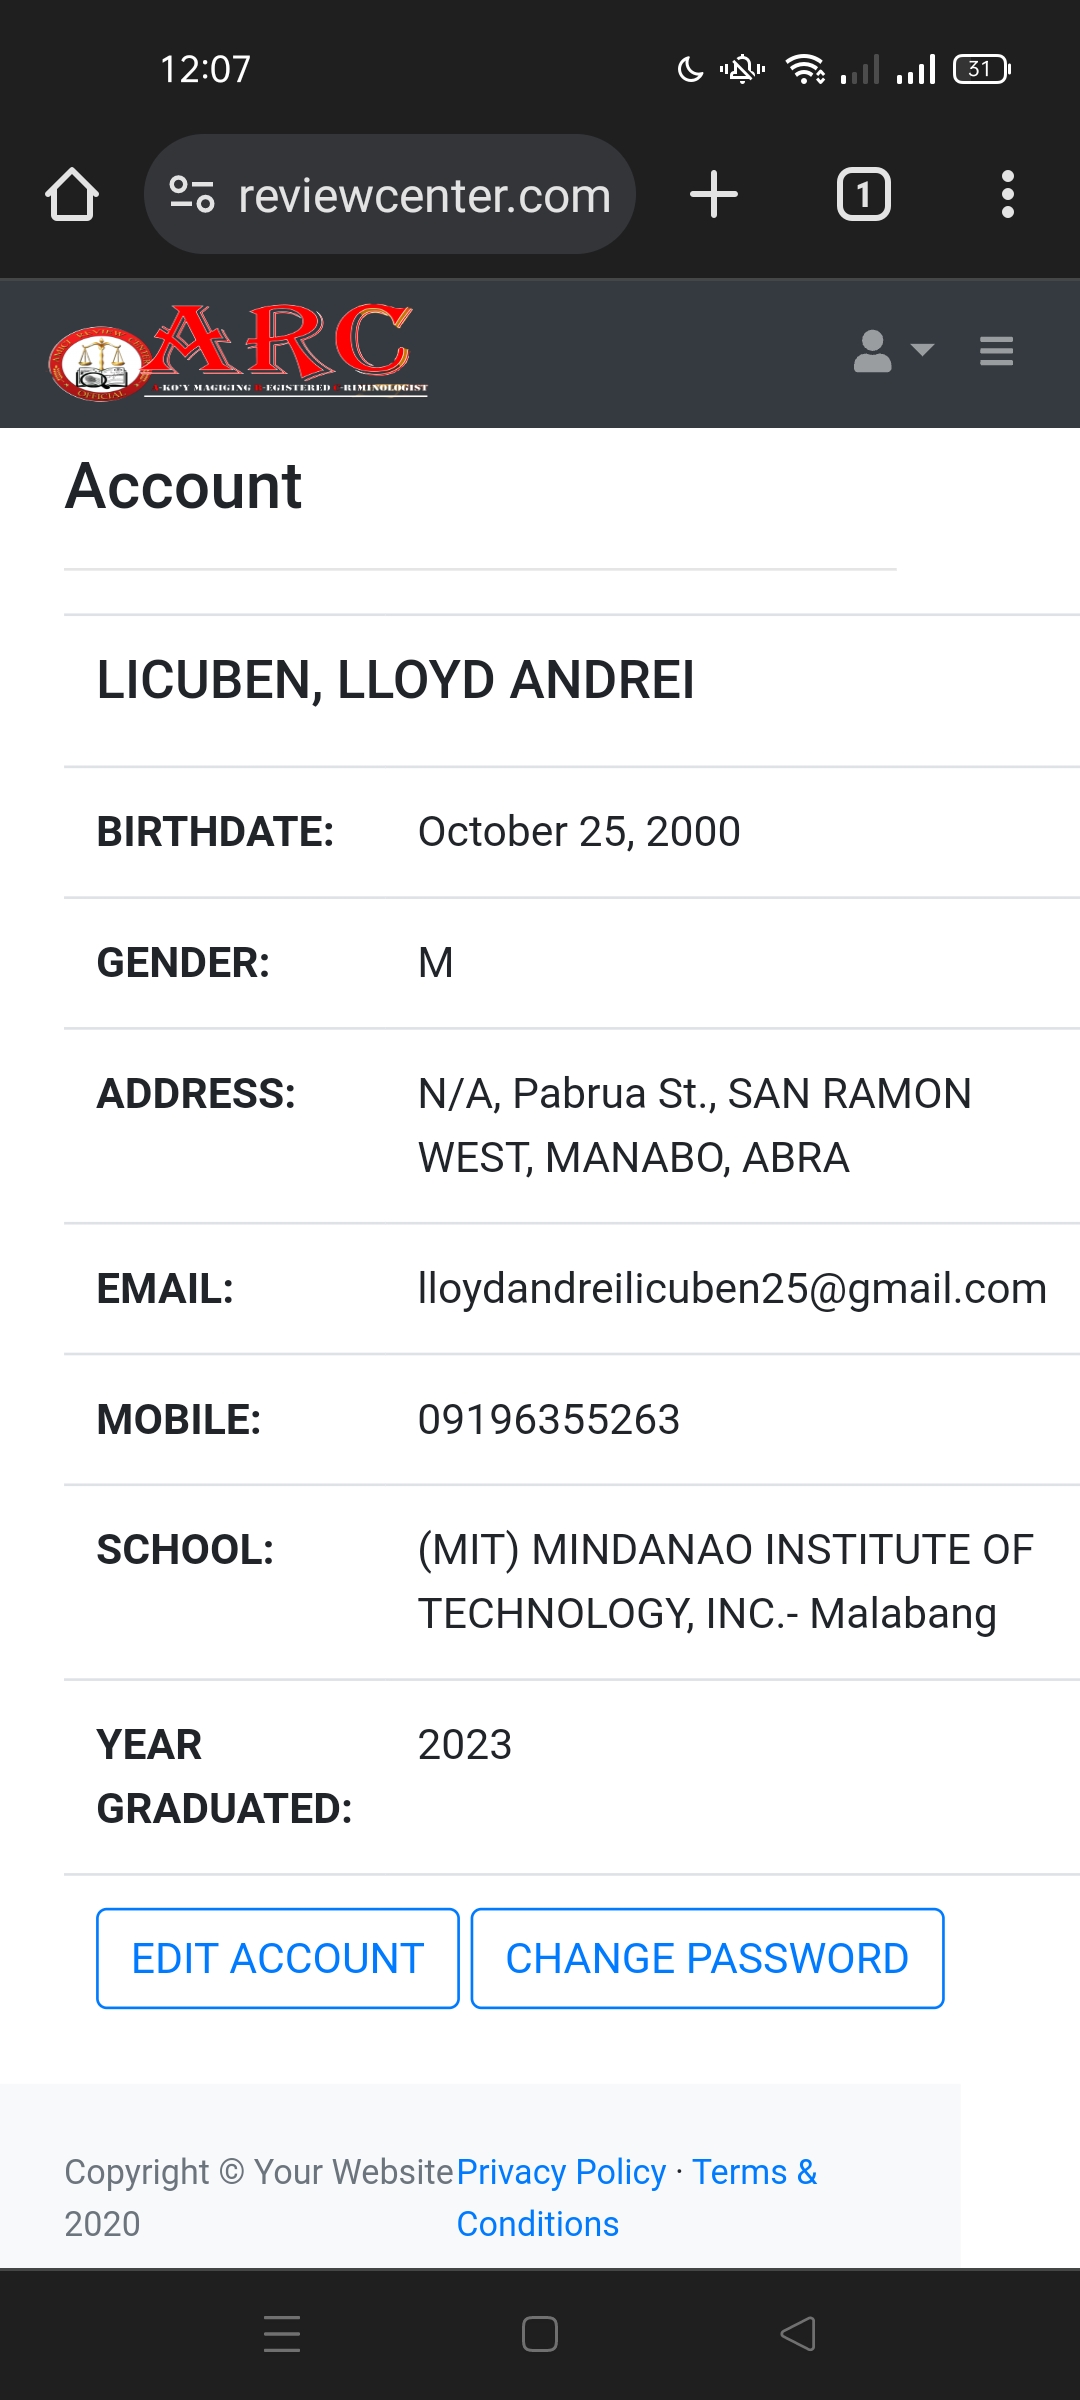 12:07
31
reviewcenter.com
1
ARC
-KO'Y MAGIGING R-EGISTERED C-RIMINOLOGIST
OFFICIAL
Account
LICUBEN, LLOYD ANDREI
BIRTHDATE: October 25, 2000
GENDER: M
ADDRESS: N/A, Pabrua St., SAN RAMON
WEST, MANABO, ABRA
EMAIL: lloydandreilicuben25@gmail.com
MOBILE: 09196355263
SCHOOL: (MIT) MINDANAO INSTITUTE OF
TECHNOLOGY, INC.- Malabang
YEAR 2023
GRADUATED:
EDIT ACCOUNT CHANGE PASSWORD
Copyright © Your Website Privacy Policy · Terms &
2020 Conditions